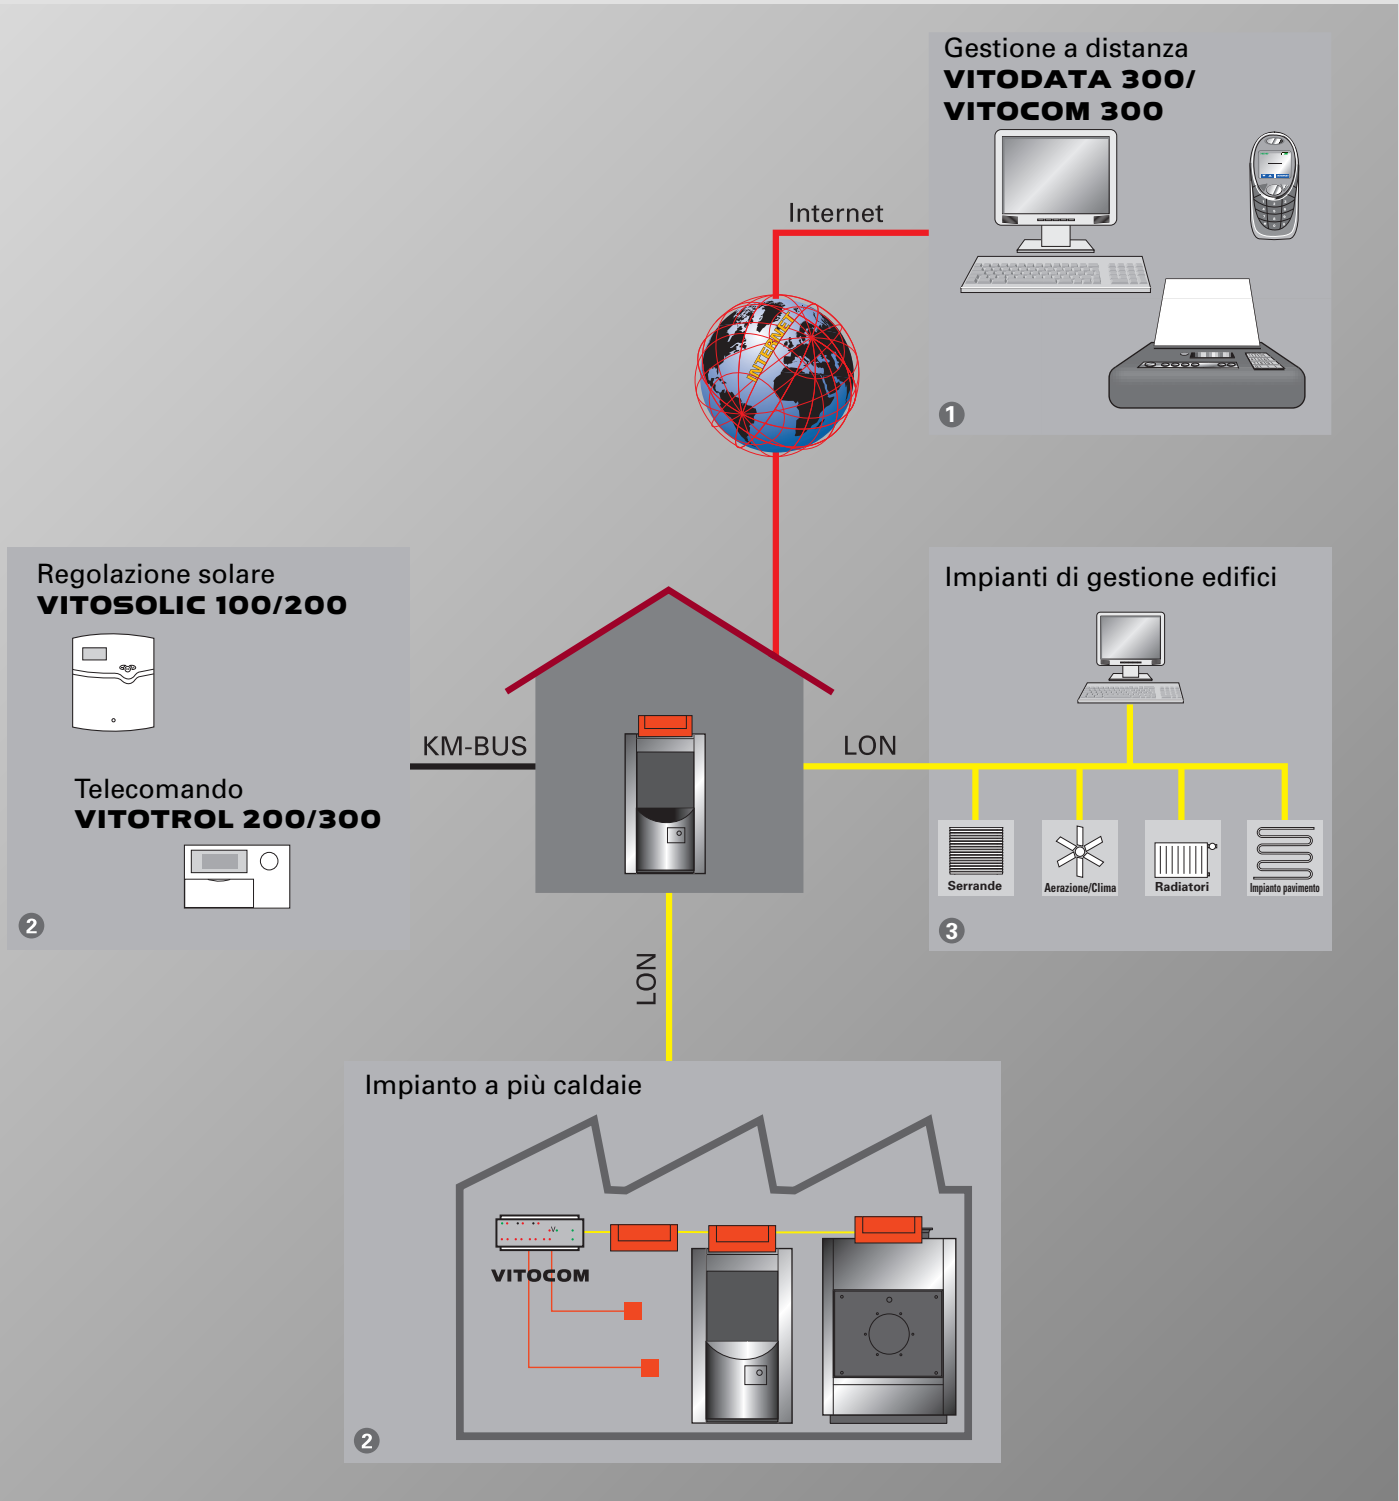 Gestione a distanza
VITODATA 300/
VITOCOM 300
Internet
INTERNET
1
Regolazione solare
VITOSOLIC 100/200
Telecomando
VITOTROL 200/300
2
KM-BUS
LON
Impianti di gestione edifici
Serrande
Aerazione/Clima
Radiatori
Impianto pavimento
3
LON
Impianto a più caldaie
VITOCOM
2